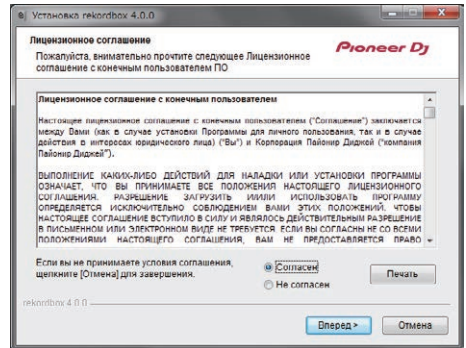 Установка rekordbox 4.0.0
Лицензионное соглашение
Пожалуйста, внимательно прочтите следующее Лицензионное
соглашение с конечным пользователем ПО
Pioneer Dj
Лицензионное соглашение с конечным пользователем
Настоящее лицензионное соглашение с конечным пользователем ("Соглашение") заключается
между Вами (как в случае установки Программы для личного пользования, так и в случае
действия в интересах юридического лица) ("Вы") и Корпорация Пайонир Диджей ("компания
Пайонир Диджей").
ВЫПОЛНЕНИЕ КАКИХ-ЛИБО ДЕЙСТВИЙ ДЛЯ НАЛАДКИ ИЛИ УСТАНОВКИ ПРОГРАММЫ
ОЗНАЧАЕТ, ЧТО ВЫ ПРИНИМАЕТЕ ВСЕ ПОЛОЖЕНИЯ НАСТОЯЩЕГО ЛИЦЕНЗИОННОГО
СОГЛАШЕНИЯ. РАЗРЕШЕНИЕ ЗАГРУЗИТЬ И/ИЛИ ИСПОЛЬЗОВАТЬ ПРОГРАММУ
ОПРЕДЕЛЯЕТСЯ ИСКЛЮЧИТЕЛЬНО СОБЛЮДЕНИЕМ ВАМИ ЭТИХ ПОЛОЖЕНИЙ. ЧТОБЫ
НАСТОЯЩЕЕ СОГЛАШЕНИЕ ВСТУПИЛО В СИЛУ И ЯВЛЯЛОСЬ ДЕЙСТВИТЕЛЬНЫМ РАЗРЕШЕНИЕ
В ПИСЬМЕННОМ ИЛИ ЭЛЕКТРОННОМ ВИДЕ НЕ ТРЕБУЕТСЯ. ЕСЛИ ВЫ СОГЛАСНЫ НЕ СО ВСЕМИ
ПОЛОЖЕНИЯМИ НАСТОЯЩЕГО СОГЛАШЕНИЯ, ВАМ НЕ ПРЕДОСТАВЛЯЕТСЯ ПРАВО
Если вы не принимаете условия соглашения,
щелкните [Отмена] для завершения.
Согласен
Не согласен
Печать
rekordbox 4.0.0
Вперед >
Отмена